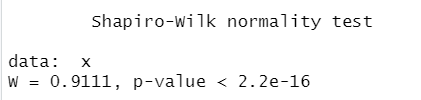 Shapiro-Wilk normality test
data:  x
W = 0.9111, p-value < 2.2e-16